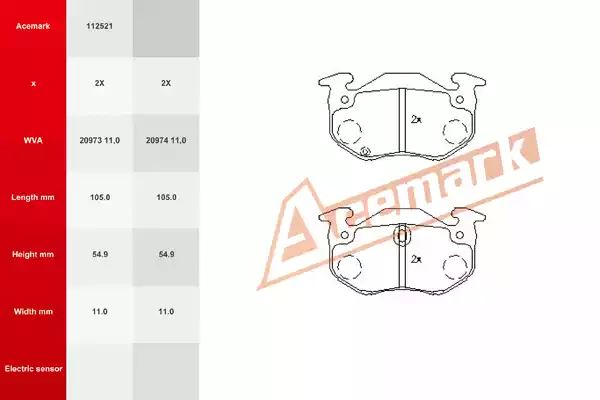 Acemark 112521
x 2X 2X
WVA 20973 11,0 20974 11,0
Length mm 105.0 105.0
Height mm 54.9 54.9
Width mm 11.0 11.0
Electric sensor
2x
2x
Acemark